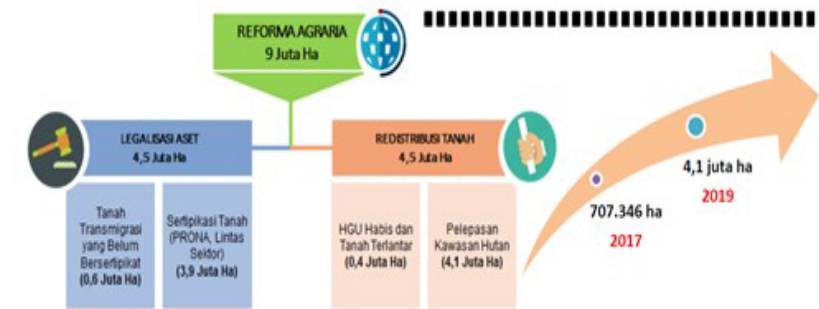 REFORMA AGRARIA
9 Juta Ha
LEGALISASI ASET
4,5 Juta Ha
REDISTRIBUSI TANAH
4,5 Juta Ha
Tanah
Transmigrasi
yang Belum
Bersertipikat
(0,6 Juta Ha)
Sertipikasi Tanah
(PRONA, Lintas
Sektor)
(3,9 Juta Ha)
HGU Habis dan
Tanah Terlantar
(0,4 Juta Ha)
Pelepasan
Kawasan Hutan
(4,1 Juta Ha)
707.346 ha
2017
4,1 juta ha
2019